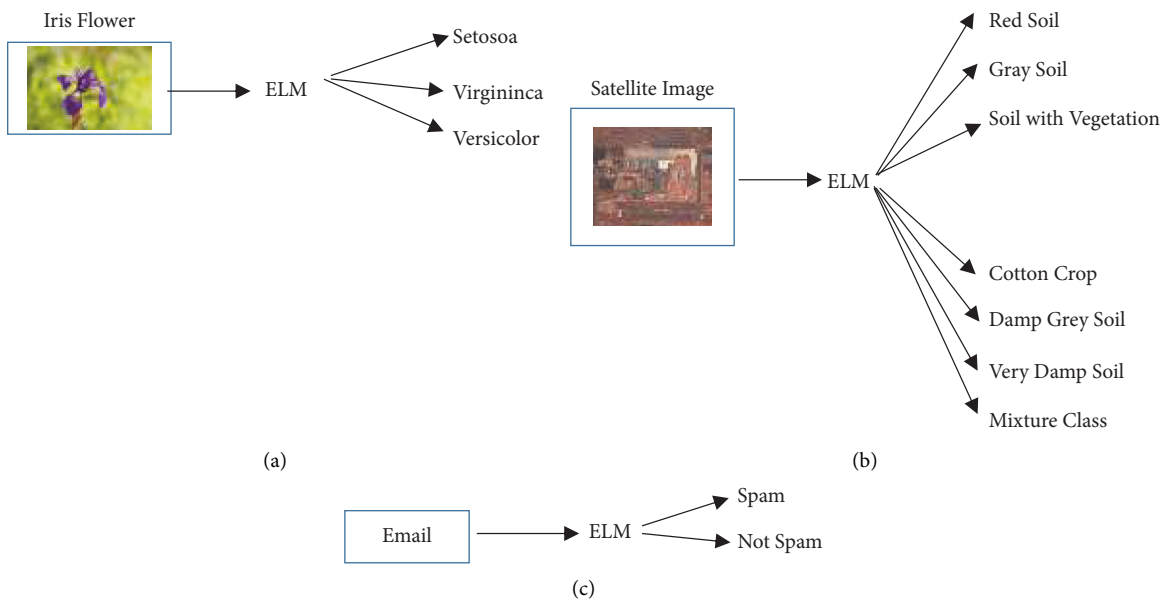 Iris Flower
ELM
Setosoa
Virgininca
Versicolor
(a)
Satellite Image
ELM
Red Soil
Gray Soil
Soil with Vegetation
Cotton Crop
Damp Grey Soil
Very Damp Soil
Mixture Class
(b)
Email
ELM
Spam
Not Spam
(c)